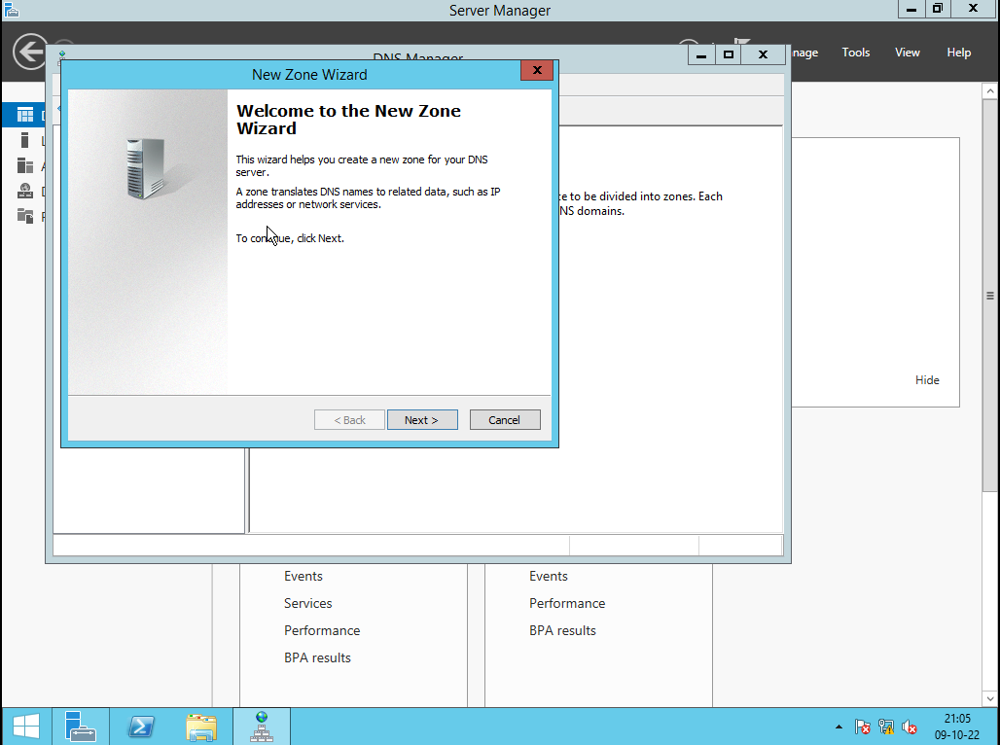 Server Manager
DNS Manager
nage
Tools
View
Help
New Zone Wizard
Welcome to the New Zone
Wizard
This wizard helps you create a new zone for your DNS
server.
A zone translates DNS names to related data, such as IP
addresses or network services.
To continue, click Next.
ce to be divided into zones. Each
NS domains.
Hide
< Back
Next >
Cancel
Events
Services
Performance
BPA results
Events
Performance
BPA results
21:05
09-10-22